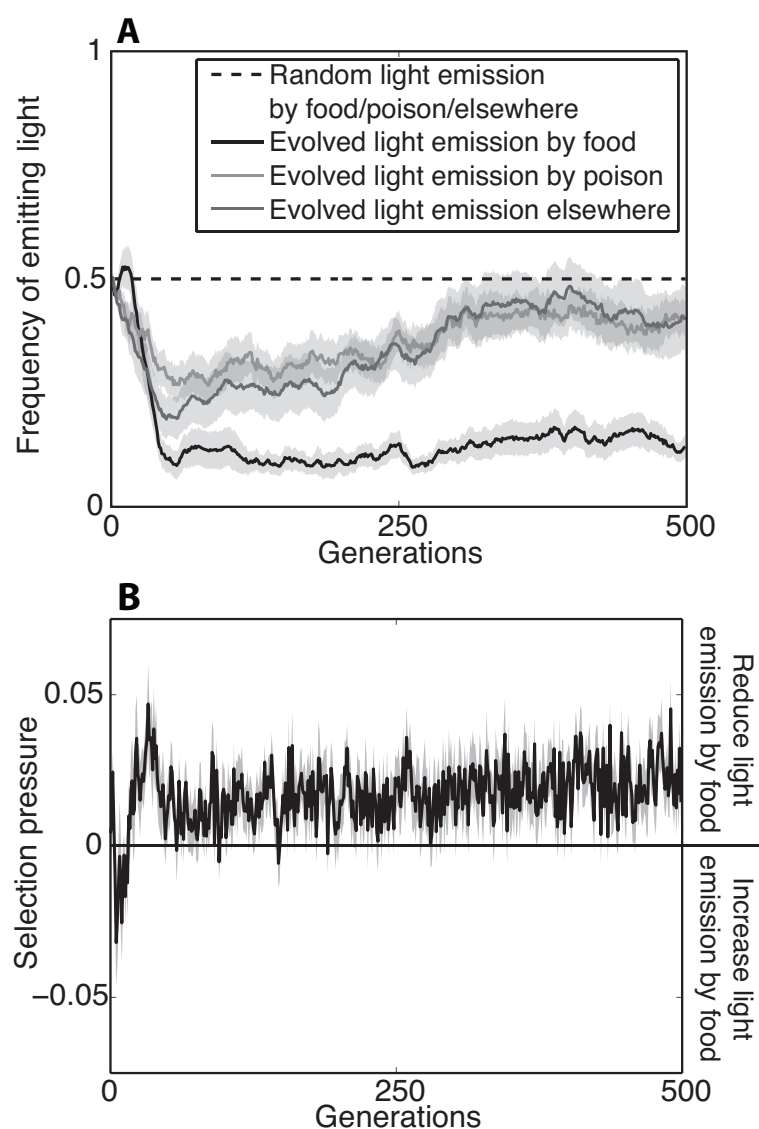 A
1
Random light emission
by food/poison/elsewhere
Evolved light emission by food
Evolved light emission by poison
Evolved light emission elsewhere
Frequency of emitting light
0.5
0
0
250
500
Generations
B
0.05
0
−0.05
Selection pressure
Reduce light
emission by food
Increase light
emission by food
0
250
500
Generations